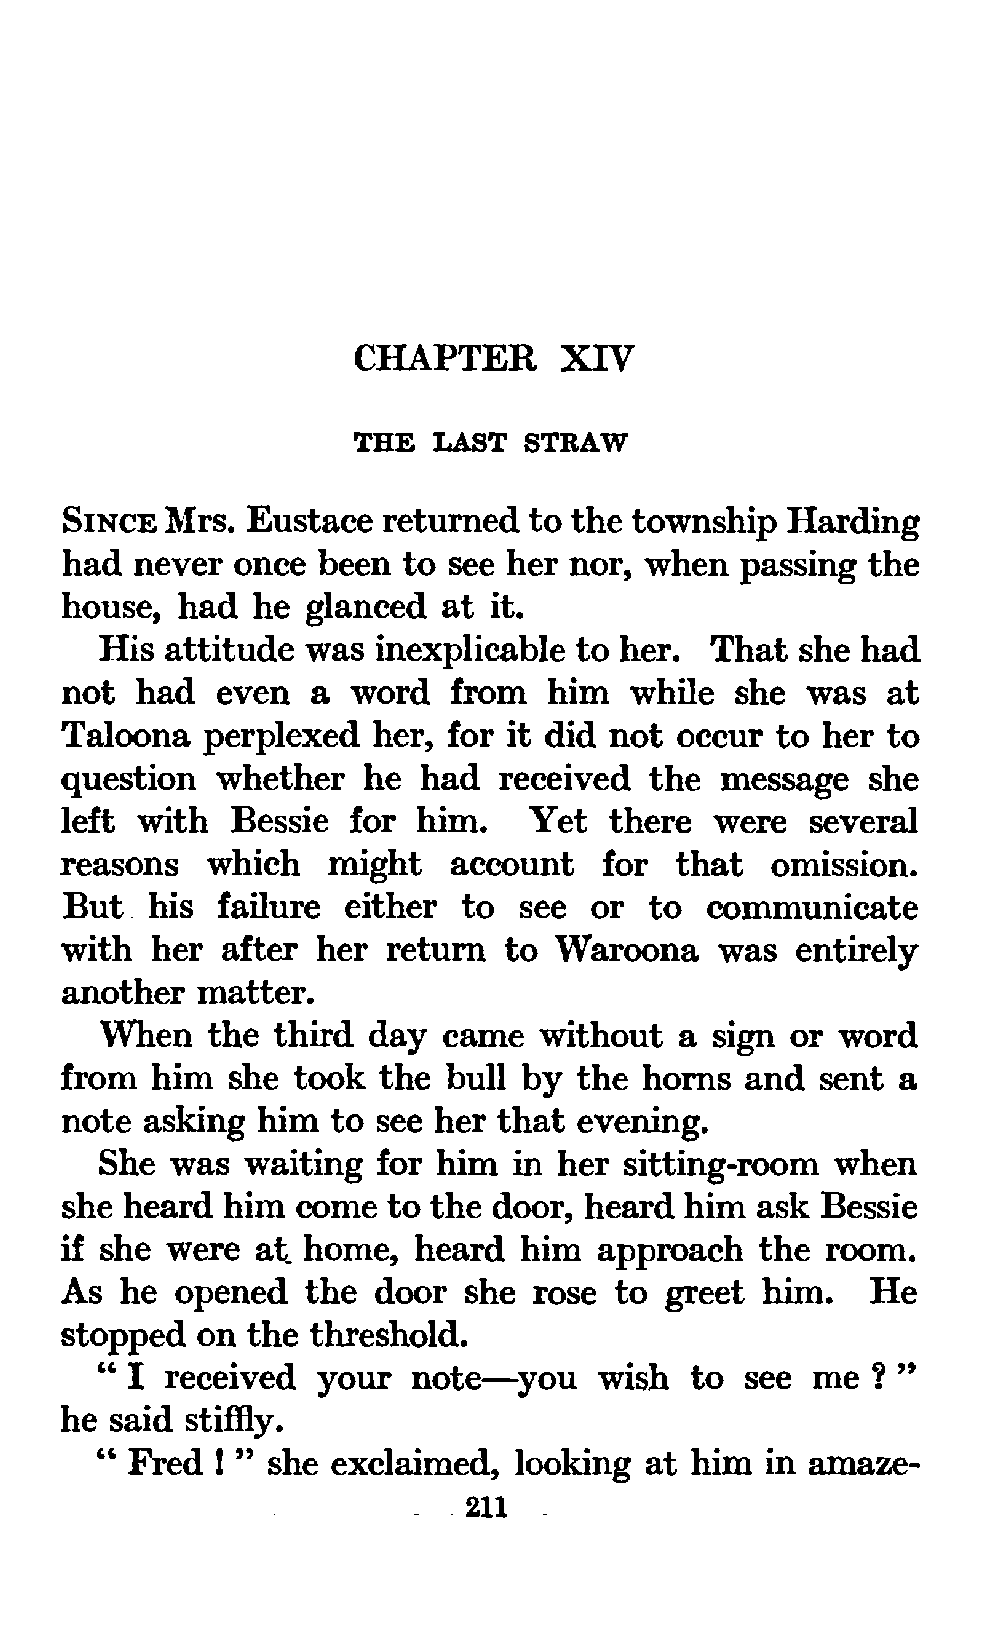 CHAPTER XIV
THE LAST STRAW
SINCE Mrs. Eustace returned to the township Harding
had never once been to see her nor, when passing the
house, had he glanced at it.
His attitude was inexplicable to her. That she had
not had even a word from him while she was at
Taloona perplexed her, for it did not occur to her to
question whether he had received the message she
left with Bessie for him. Yet there were several
reasons which might account for that omission.
But his failure either to see or to communicate
with her after her return to Waroona was entirely
another matter.
When the third day came without a sign or word
from him she took the bull by the horns and sent a
note asking him to see her that evening.
She was waiting for him in her sitting-room when
she heard him come to the door, heard him ask Bessie
if she were at home, heard him approach the room.
As he opened the door she rose to greet him. He
stopped on the threshold.
“ I received your note—you wish to see me ? ”
he said stiffly.
“ Fred ! ” she exclaimed, looking at him in amaze-
211